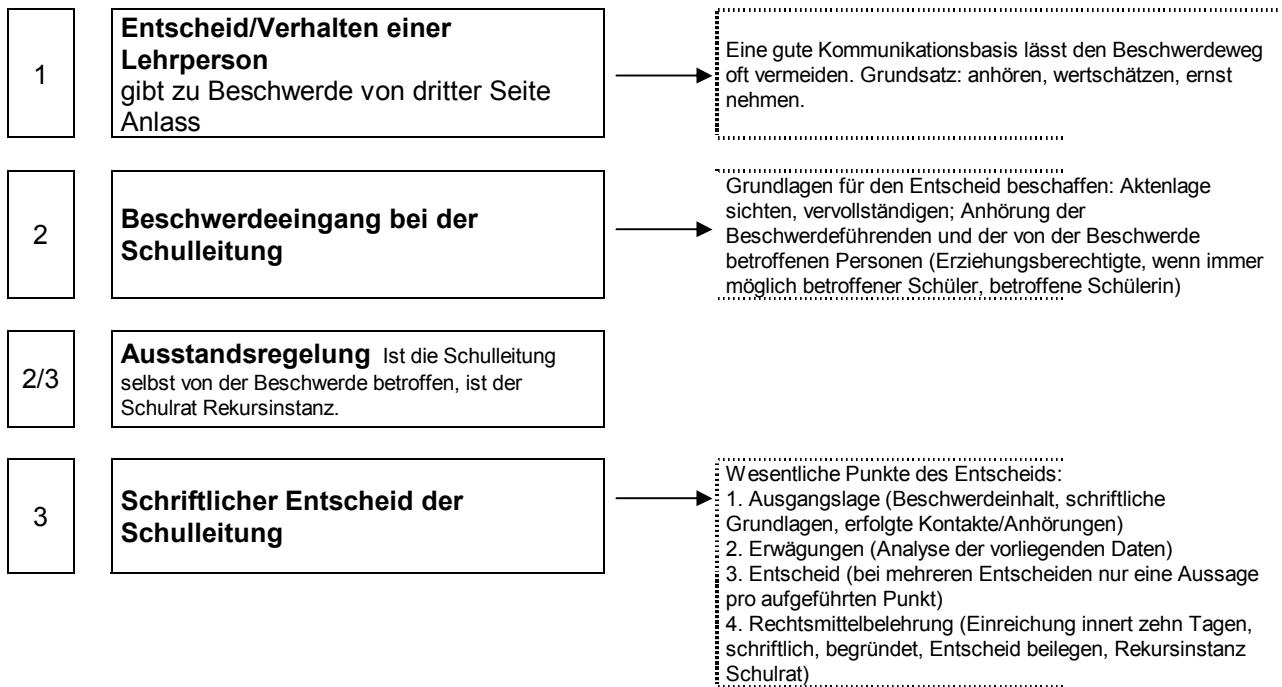 1
Entscheid/Verhalten einer
Lehrperson
gibt zu Beschwerde von dritter Seite
Anlass
Eine gute Kommunikationsbasis lässt den Beschwerdeweg
oft vermeiden. Grundsatz: anhören, wertschätzen, ernst
nehmen.
2
Beschwerdeeingang bei der
Schulleitung
Grundlagen für den Entscheid beschaffen: Aktenlage
sichten, vervollständigen; Anhörung der
Beschwerdeführenden und der von der Beschwerde
betroffenen Personen (Erziehungsberechtigte, wenn immer
möglich betroffener Schüler, betroffene Schülerin)
2/3
Ausstandsregelung Ist die Schulleitung
selbst von der Beschwerde betroffen, ist der
Schulrat Rekursinstanz.
3
Schriftlicher Entscheid der
Schulleitung
Wesentliche Punkte des Entscheids:
1. Ausgangslage (Beschwerdeinhalt, schriftliche
Grundlagen, erfolgte Kontakte/Anhörungen)
2. Erwägungen (Analyse der vorliegenden Daten)
3. Entscheid (bei mehreren Entscheiden nur eine Aussage
pro aufgeführten Punkt)
4. Rechtsmittelbelehrung (Einreichung innert zehn Tagen,
schriftlich, begründet, Entscheid beilegen, Rekursinstanz
Schulrat)